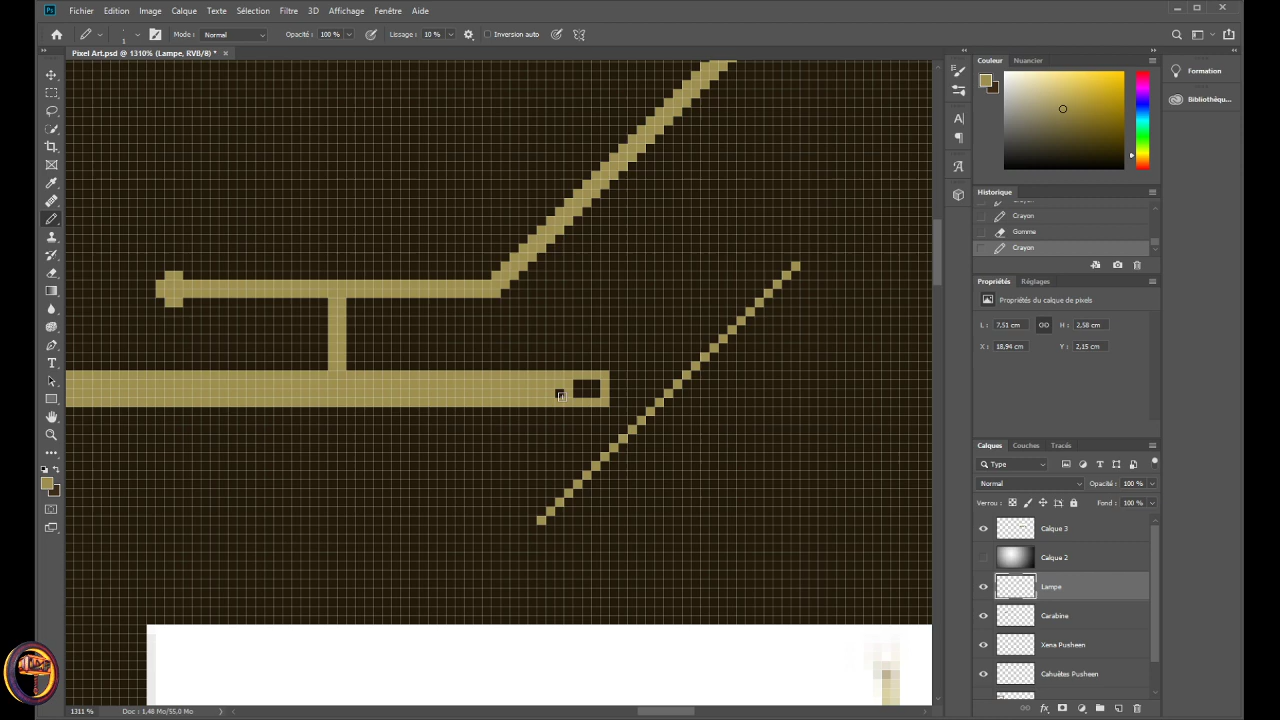 Ps Fichier Edition Image Calque Texte Sélection Filtre 3D Affichage Fenêtre Aide
1 Mode : Normal Opacité : 100 % Lissage : 10 % Inversion auto
Pixel Art.psd @ 1310% (Lampe, RVB/8) *
Couleur Nuancier
Formation
Bibliothèqu...
Historique
Crayon
Gomme
Crayon
Propriétés Réglages
Propriétés du calque de pixels
L : 7,51 cm H : 2,58 cm
X : 18,94 cm Y : 2,15 cm
Calques Couches Tracés
Type
Normal Opacité : 100 %
Verrou : Fond : 100 %
Calque 3
Calque 2
Lampe
Carabine
Xena Pusheen
Cahuètes Pusheen
1311 % Doc : 1,48 Mo/55,0 Mo